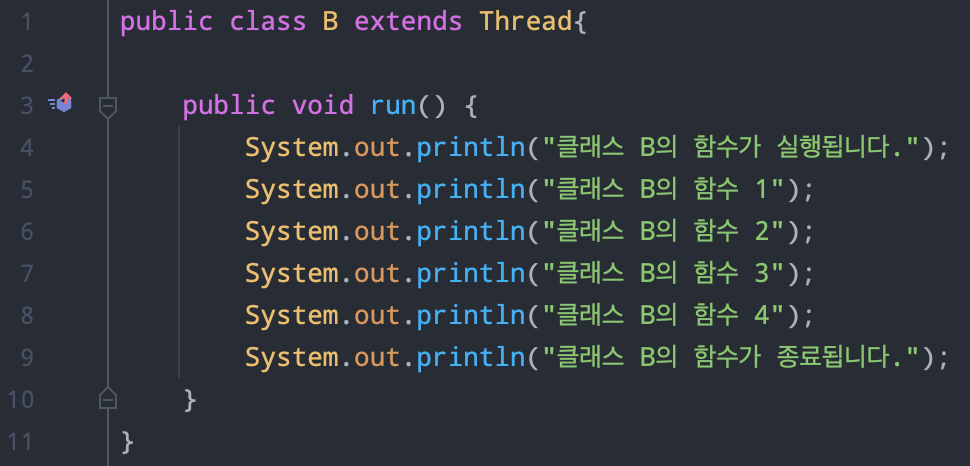 1 public class B extends Thread{
2
3 public void run() {
4 System.out.println("클래스 B의 함수가 실행됩니다.");
5 System.out.println("클래스 B의 함수 1");
6 System.out.println("클래스 B의 함수 2");
7 System.out.println("클래스 B의 함수 3");
8 System.out.println("클래스 B의 함수 4");
9 System.out.println("클래스 B의 함수가 종료됩니다.");
10 }
11 }